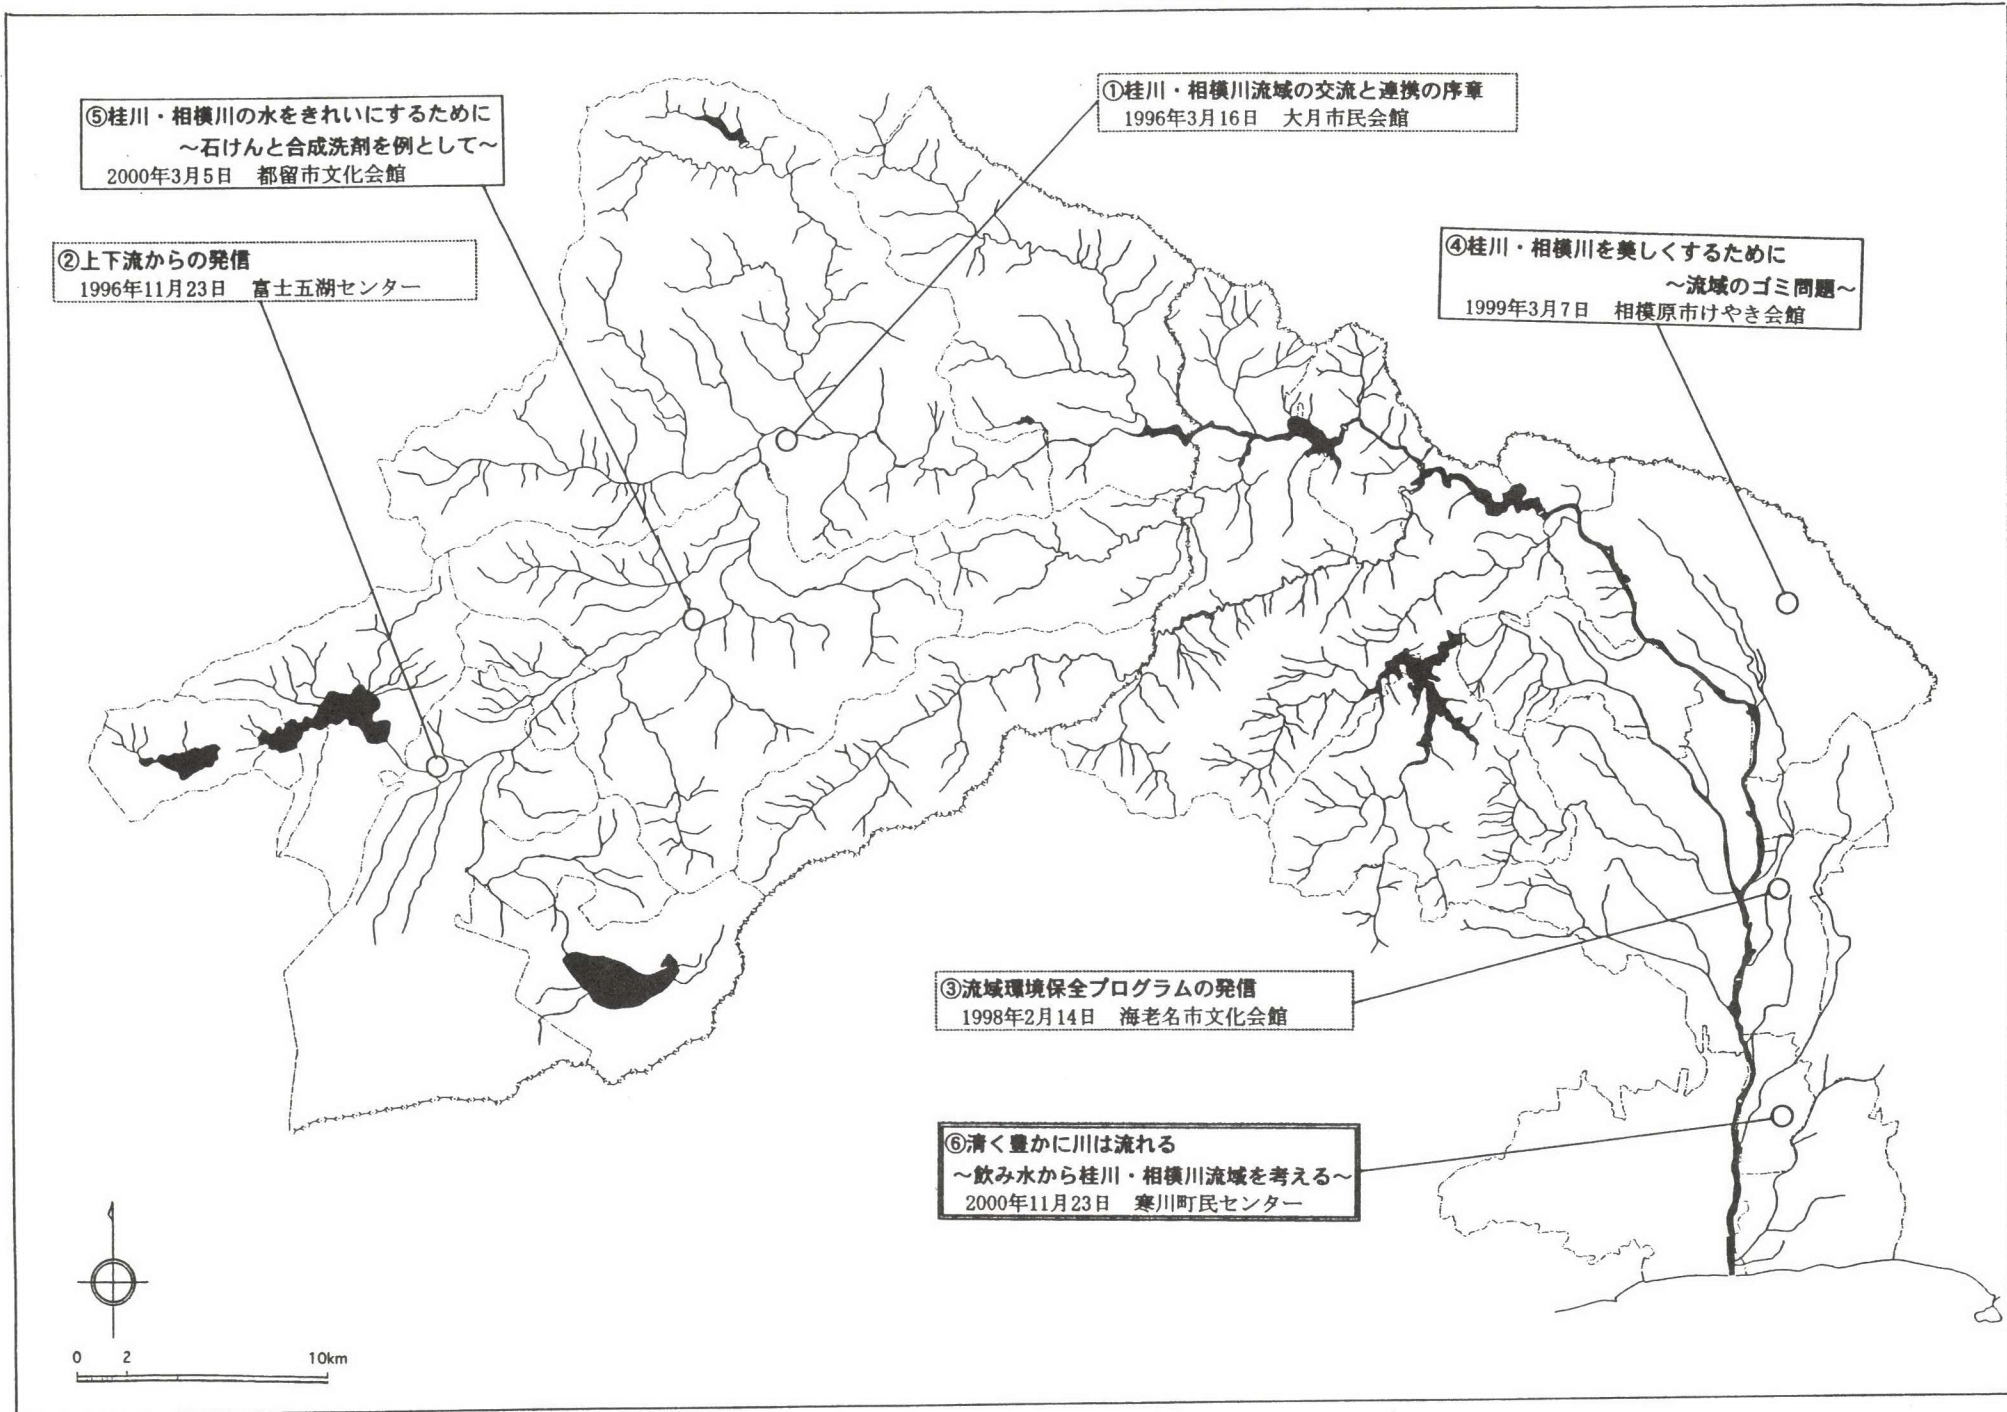 ⑤桂川・相模川の水をきれいにするために
～石けんと合成洗剤を例として～
2000年3月5日　都留市文化会館
①桂川・相模川流域の交流と連携の序章
1996年3月16日　大月市民会館
②上下流からの発信
1996年11月23日　富士五湖センター
④桂川・相模川を美しくするために
～流域のゴミ問題～
1999年3月7日　相模原市けやき会館
③流域環境保全プログラムの発信
1998年2月14日　海老名市文化会館
⑥清く豊かに川は流れる
～飲み水から桂川・相模川流域を考える～
2000年11月23日　寒川町民センター
0 2 10km